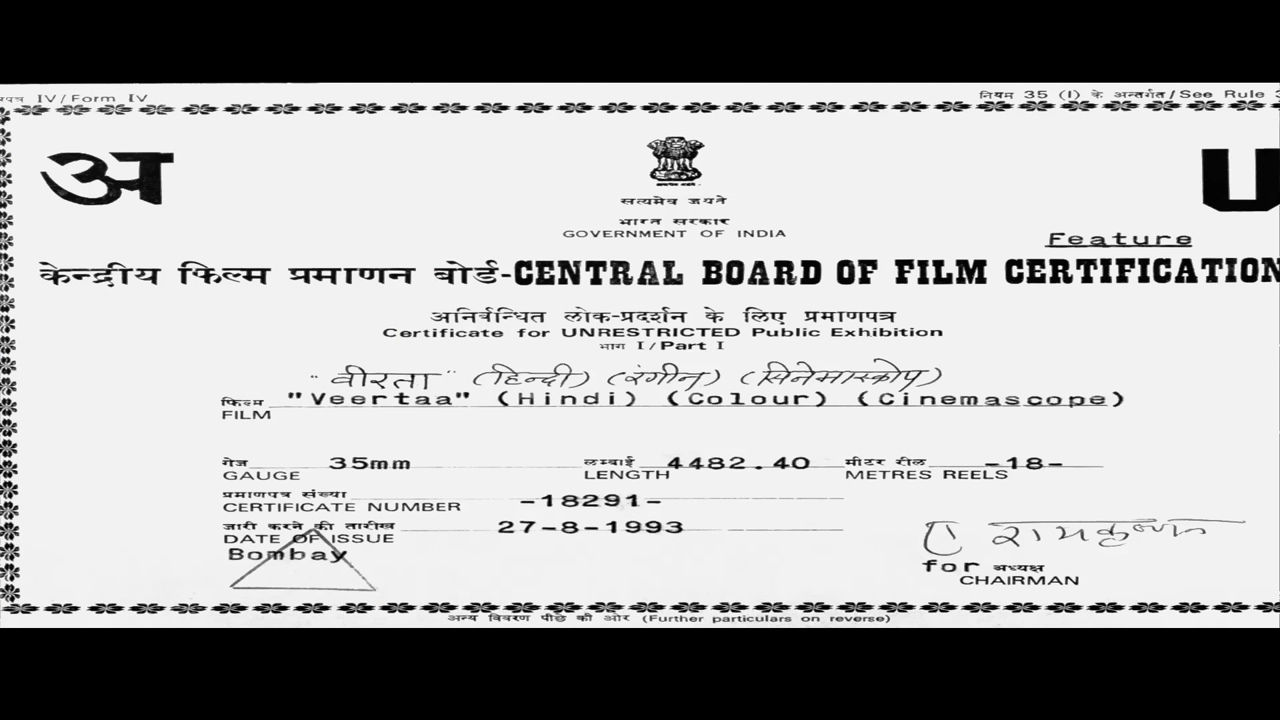 IV/Form IV
नियम 35 (I) के अन्तर्गत/See Rule
अ
U
सत्यमेव जयते
भारत सरकार
GOVERNMENT OF INDIA
Feature
केन्द्रीय फिल्म प्रमाणन बोर्ड-CENTRAL BOARD OF FILM CERTIFICATION
अनिर्बन्धित लोक-प्रदर्शन के लिए प्रमाणपत्र
Certificate for UNRESTRICTED Public Exhibition
भाग I/Part I
"वीरता" (हिन्दी) (रंगीन) (सिनेमास्कोप)
फिल्म "Veertaa" (Hindi) (Colour) (Cinemascope)
FILM
गेज 35mm लम्बाई 4482.40 मीटर रील -18-
GAUGE LENGTH METRES REELS
प्रमाणपत्र संख्या -18291-
CERTIFICATE NUMBER
जारी करने की तारीख 27-8-1993
DATE OF ISSUE
Bombay
ए रामकृष्णन
for अध्यक्ष
CHAIRMAN
अन्य विवरण पीछे की ओर (Further particulars on reverse)